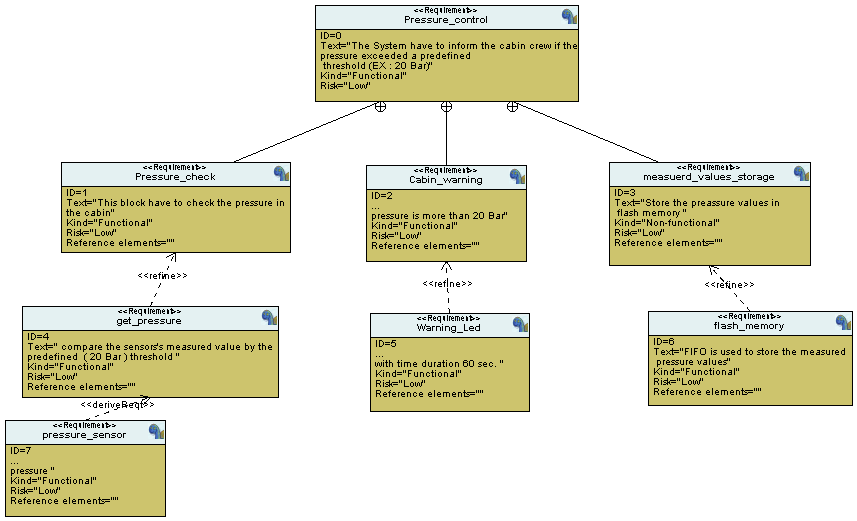 <<Requirement>>
Pressure_control
ID=0
Text="The System have to inform the cabin crew if the
pressure exceeded a predefined
threshold (EX : 20 Bar)"
Kind="Functional"
Risk="Low"
<<Requirement>>
Pressure_check
ID=1
Text="This block have to check the pressure in
the cabin"
Kind="Functional"
Risk="Low"
Reference elements=""
<<Requirement>>
Cabin_warning
ID=2
...
pressure is more than 20 Bar"
Kind="Functional"
Risk="Low"
Reference elements=""
<<Requirement>>
measuerd_values_storage
ID=3
Text="Store the preassure values in
flash memory "
Kind="Non-functional"
Risk="Low"
Reference elements=""
<<refine>>
<<refine>>
<<refine>>
<<Requirement>>
get_pressure
ID=4
Text=" compare the sensors's measured value by the
predefined ( 20 Bar ) threshold "
Kind="Functional"
Risk="Low"
Reference elements=""
<<Requirement>>
Warning_Led
ID=5
...
with time duration 60 sec. "
Kind="Functional"
Risk="Low"
Reference elements=""
<<Requirement>>
flash_memory
ID=6
Text="FIFO is used to store the measured
pressure values"
Kind="Functional"
Risk="Low"
Reference elements=""
<<deriveReqt>>
<<Requirement>>
pressure_sensor
ID=7
...
pressure "
Kind="Functional"
Risk="Low"
Reference elements=""